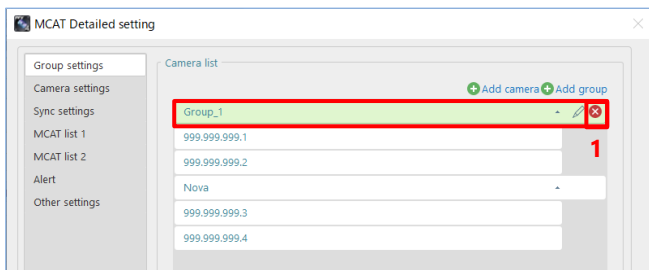 MCAT Detailed setting
Group settings
Camera settings
Sync settings
MCAT list 1
MCAT list 2
Alert
Other settings
Camera list
Add camera Add group
Group_1
1
999.999.999.1
999.999.999.2
Nova
999.999.999.3
999.999.999.4